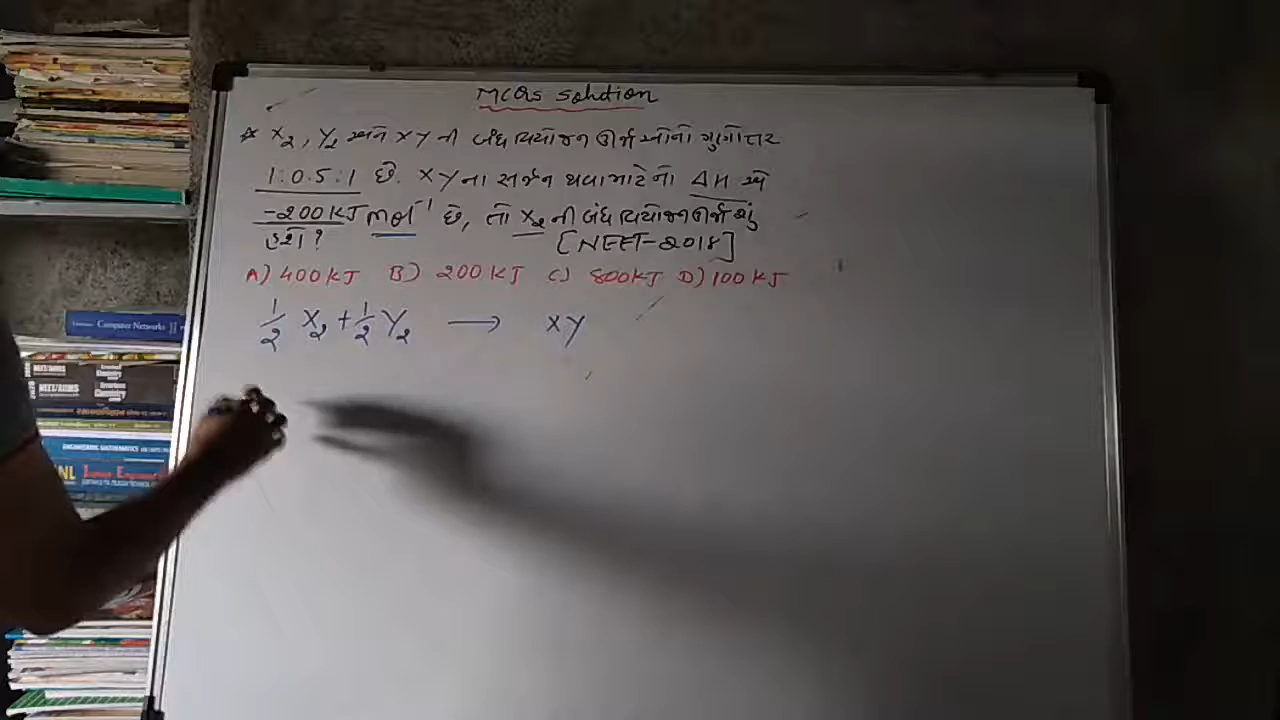 MCQs solution
* X₂, Y₂ અને XY ની બંધ વિયોજન ઊર્જાઓનો ગુણોત્તર
1:0.5:1 છે. XY ના સર્જન થવા માટેનો ΔH એ
-200 KJ mol⁻¹ છે, તો X₂ ની બંધ વિયોજન ઊર્જા શું
હશે? [NEET-2018]
A) 400 KJ B) 200 KJ C) 800 KJ D) 100 KJ
1/2 X₂ + 1/2 Y₂ → XY
Computer Networks